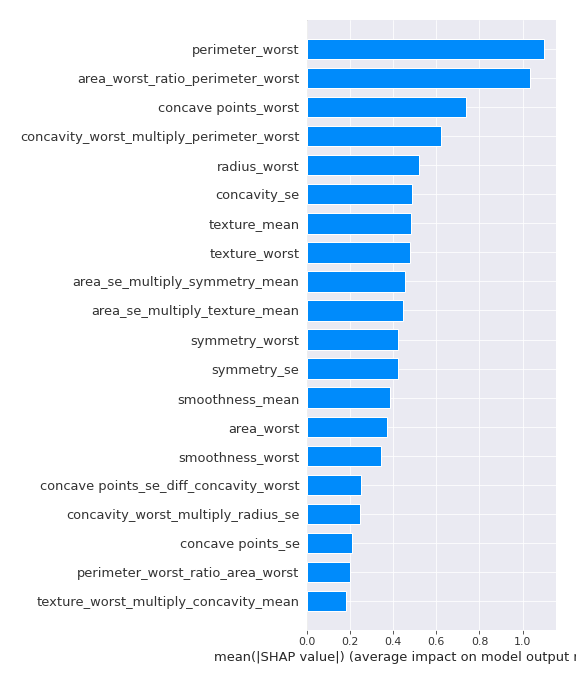 perimeter_worst
area_worst_ratio_perimeter_worst
concave points_worst
concavity_worst_multiply_perimeter_worst
radius_worst
concavity_se
texture_mean
texture_worst
area_se_multiply_symmetry_mean
area_se_multiply_texture_mean
symmetry_worst
symmetry_se
smoothness_mean
area_worst
smoothness_worst
concave points_se_diff_concavity_worst
concavity_worst_multiply_radius_se
concave points_se
perimeter_worst_ratio_area_worst
texture_worst_multiply_concavity_mean
0.0 0.2 0.4 0.6 0.8 1.0
mean(|SHAP value|) (average impact on model output